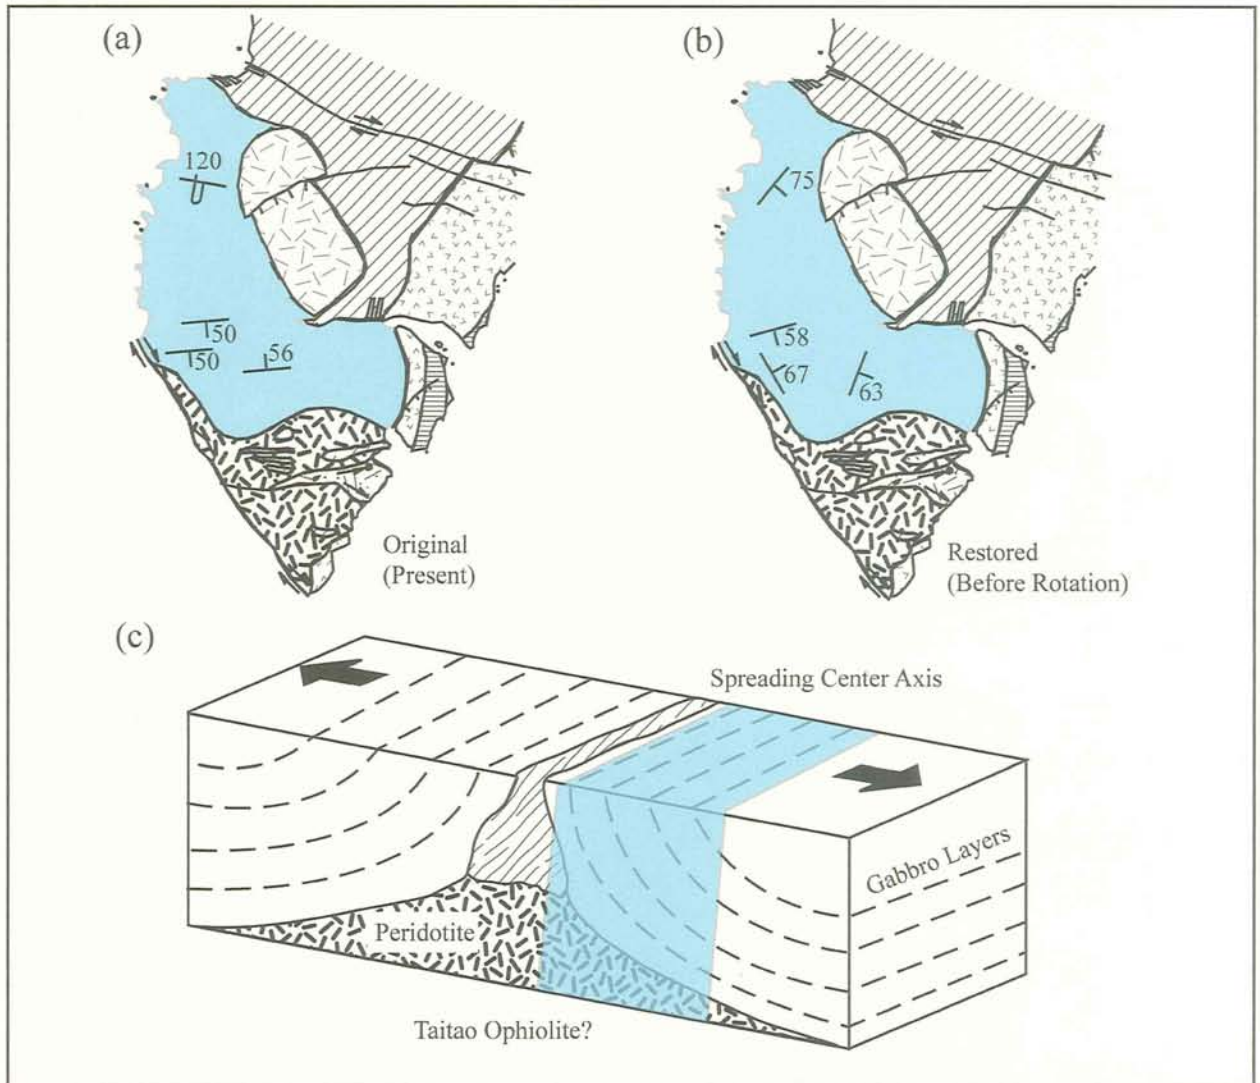 (a)
(b)
120
50
50
56
75
58
67
63
Original
(Present)
Restored
(Before Rotation)
(c)
Spreading Center Axis
Gabbro Layers
Peridotite
Taitao Ophiolite?